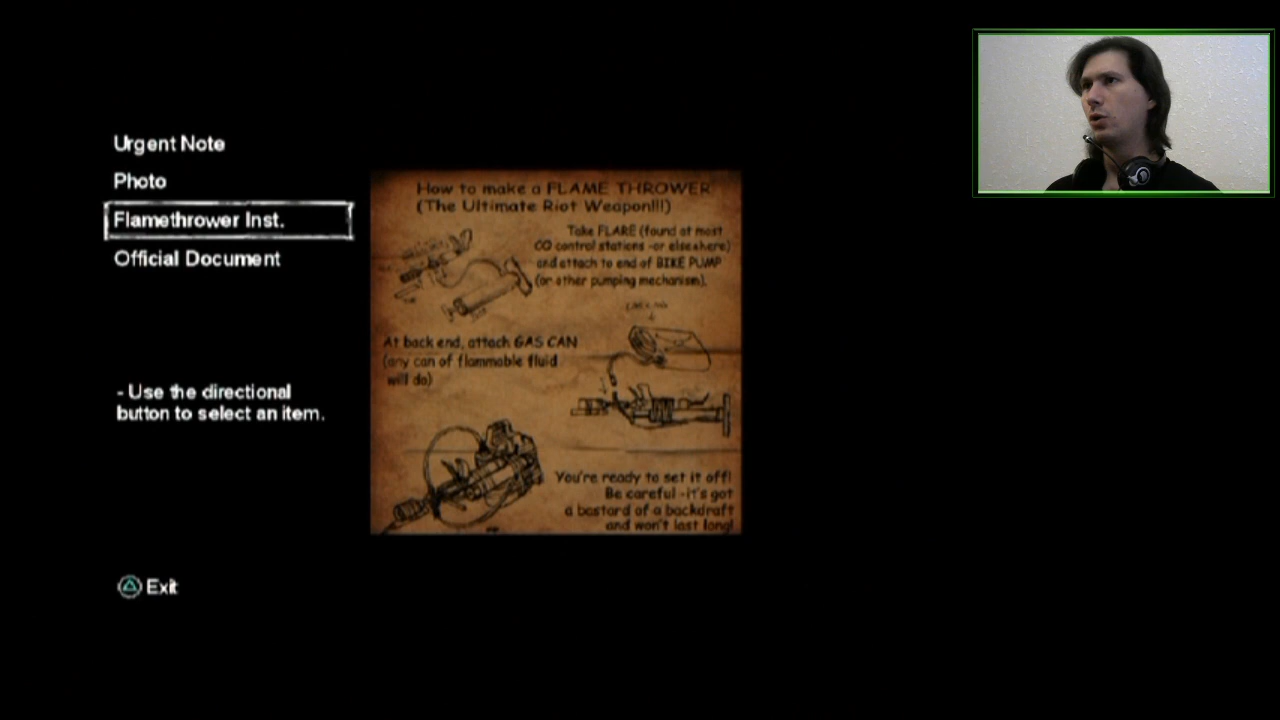 Urgent Note
Photo
Flamethrower Inst.
Official Document
- Use the directional
button to select an item.
Exit
How to make a FLAME THROWER
(The Ultimate Riot Weapon!!!)
Take FLARE (found at most
CO control stations -or elsewhere)
and attach to end of BIKE PUMP
(or other pumping mechanism).
At back end, attach GAS CAN
(any can of flammable fluid
will do)
You're ready to set it off!
Be careful -it's got
a bastard of a backdraft
and won't last long!